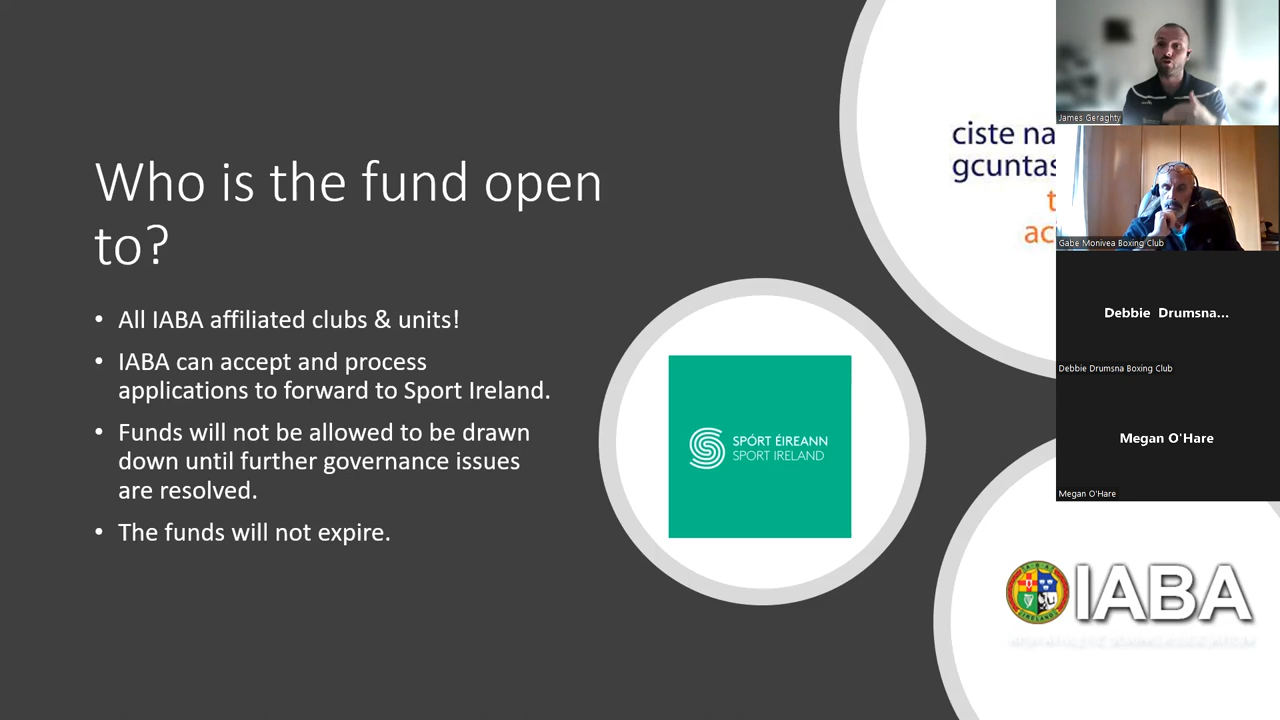 Who is the fund open
to?
• All IABA affiliated clubs & units!
• IABA can accept and process
applications to forward to Sport Ireland.
• Funds will not be allowed to be drawn
down until further governance issues
are resolved.
• The funds will not expire.
ciste na
gcuntas
t
ac
SPÓRT ÉIREANN
SPORT IRELAND
IABA
James Geraghty
Gabe Monivea Boxing Club
Debbie Drumsna...
Debbie Drumsna Boxing Club
Megan O'Hare
Megan O'Hare